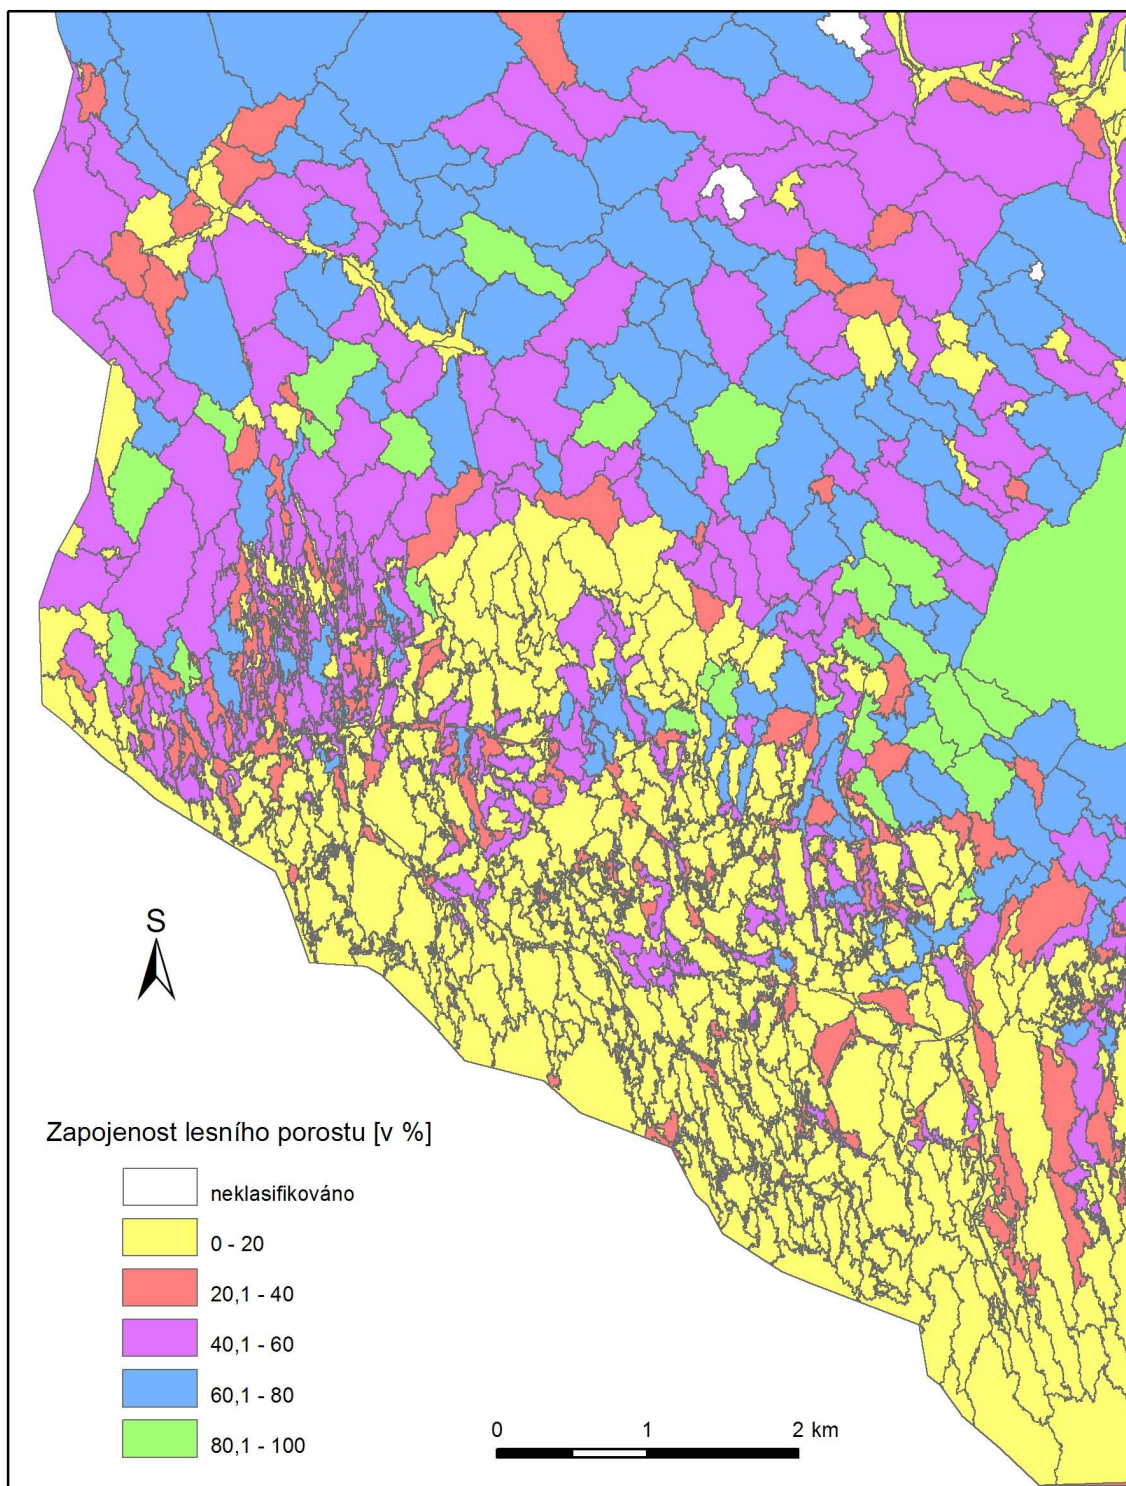 S
Zapojenost lesního porostu [v %]
neklasifikováno
0 - 20
20,1 - 40
40,1 - 60
60,1 - 80
80,1 - 100
0 1 2 km